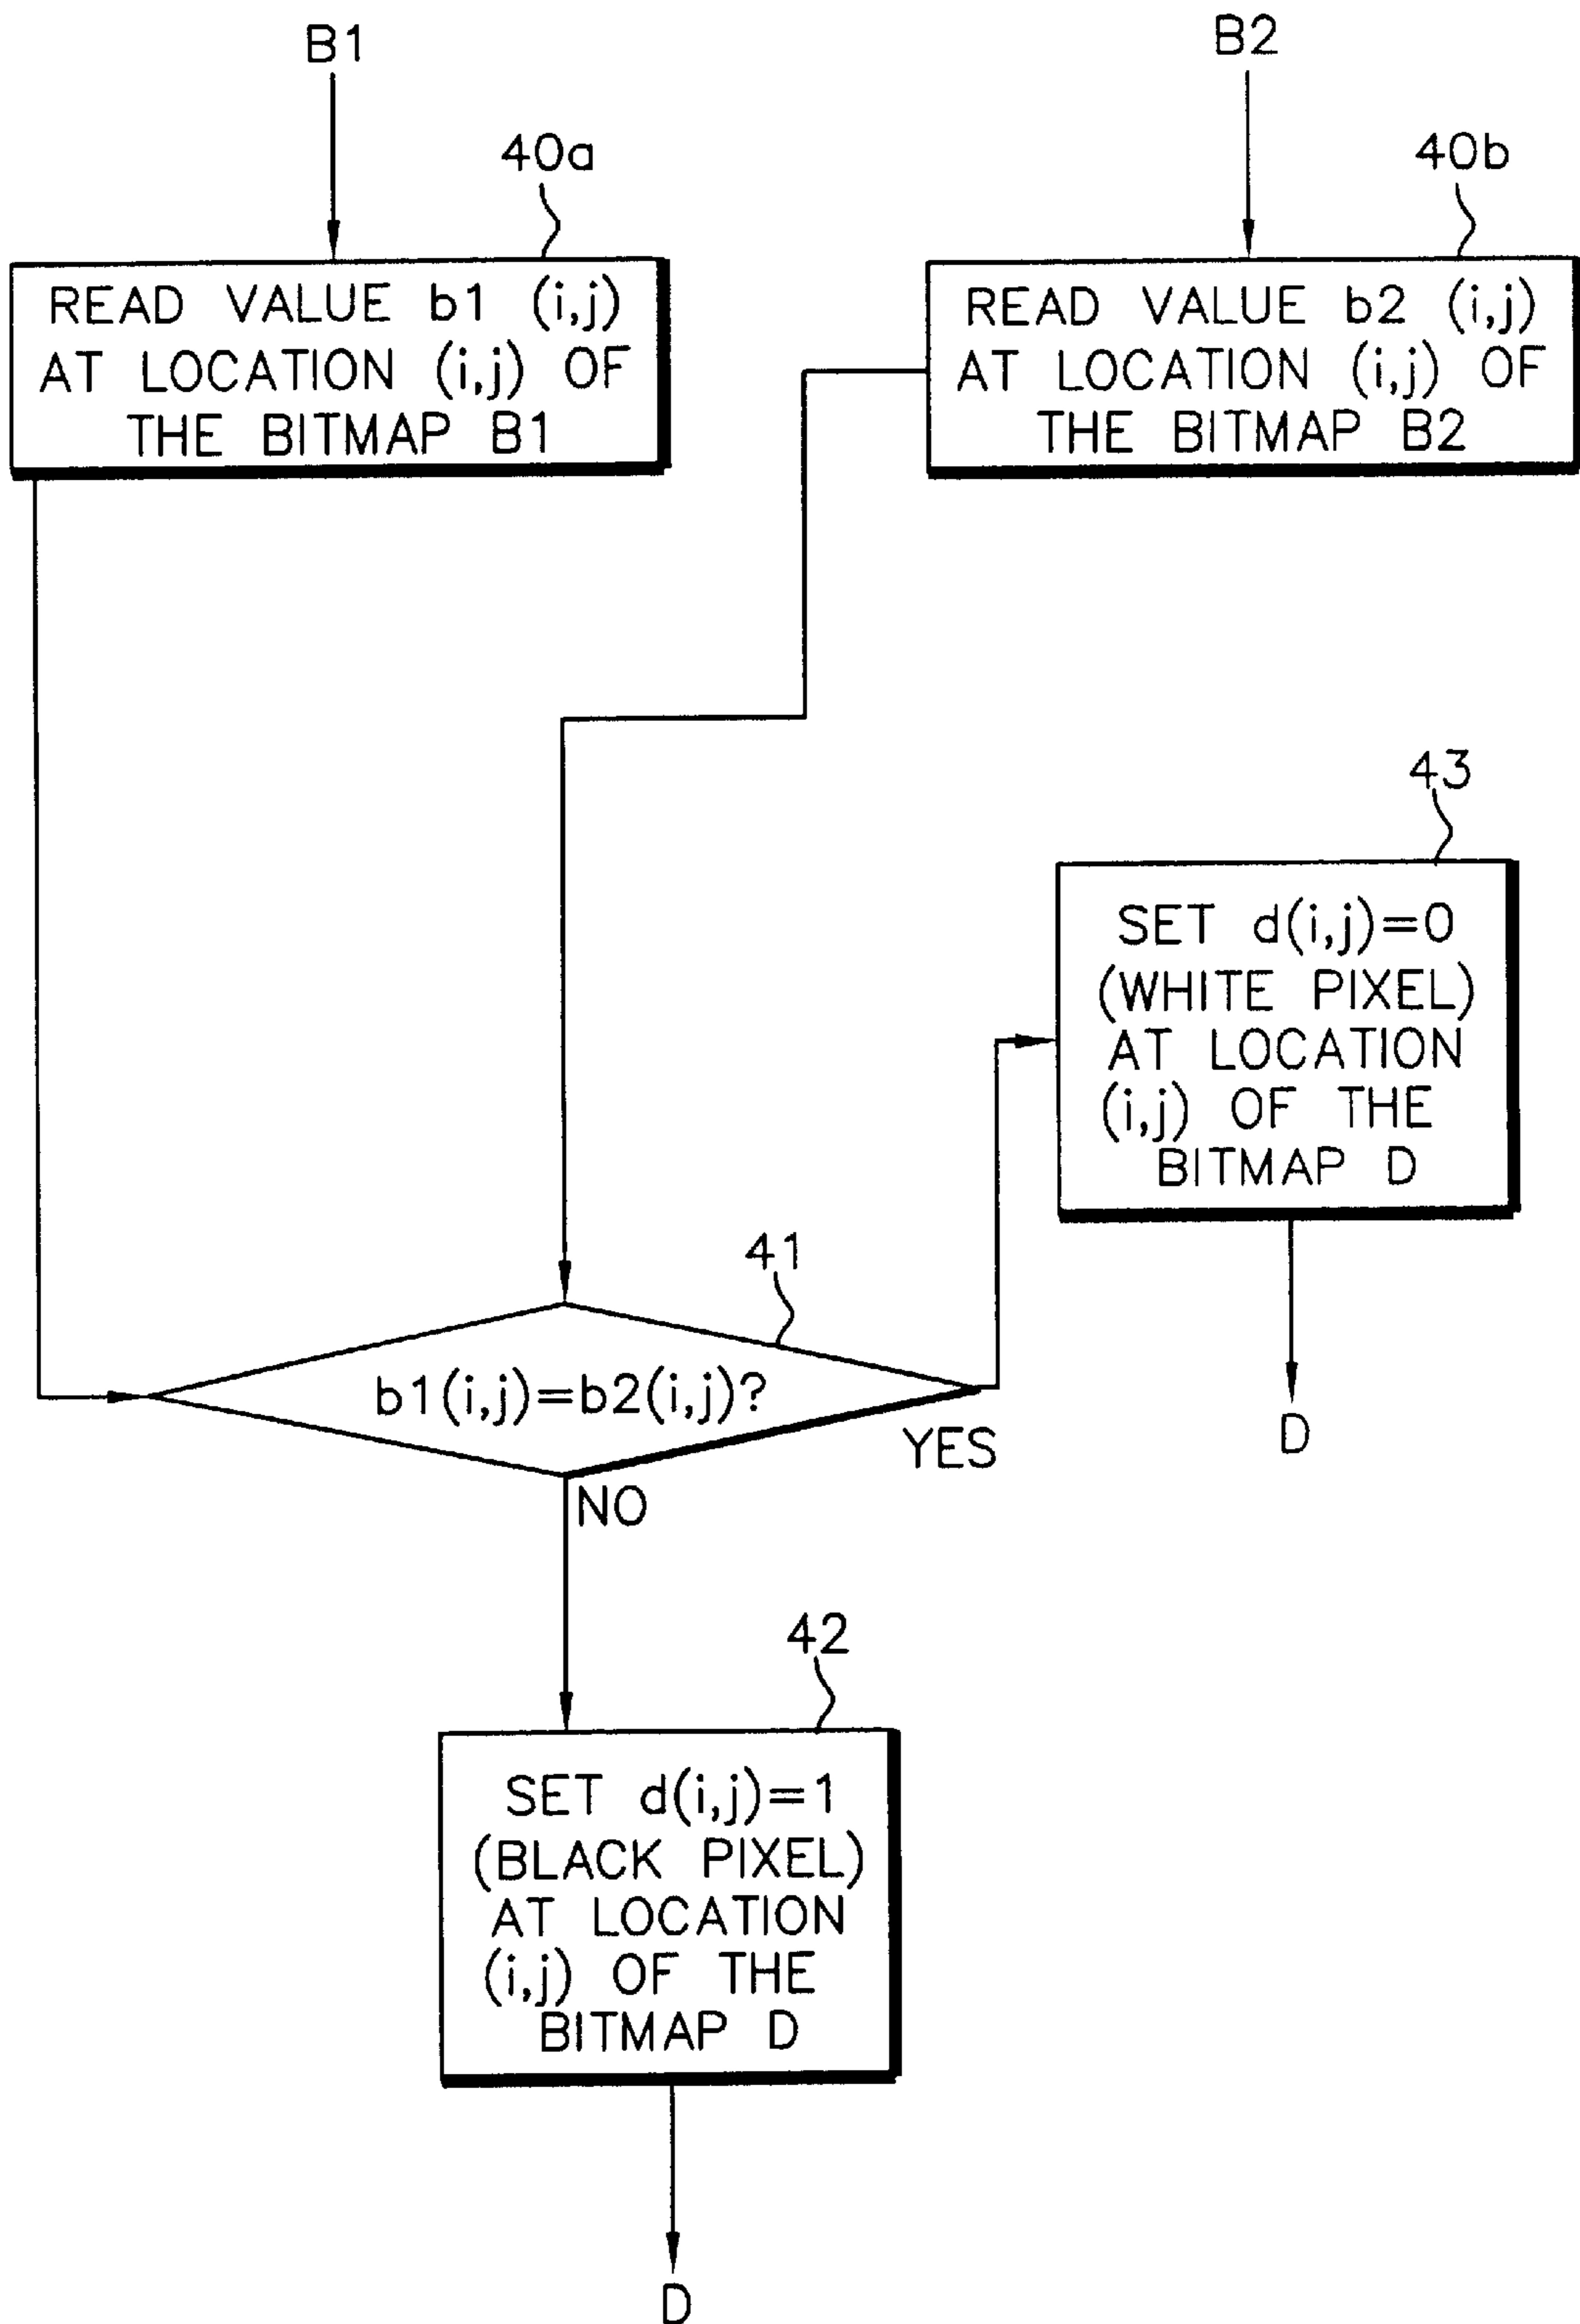 B1
B2
40a
40b
READ VALUE b1 (i,j)
AT LOCATION (i,j) OF
THE BITMAP B1
READ VALUE b2 (i,j)
AT LOCATION (i,j) OF
THE BITMAP B2
43
SET d(i,j)=0
(WHITE PIXEL)
AT LOCATION
(i,j) OF THE
BITMAP D
41
b1(i,j)=b2(i,j)?
YES
D
NO
42
SET d(i,j)=1
(BLACK PIXEL)
AT LOCATION
(i,j) OF THE
BITMAP D
D